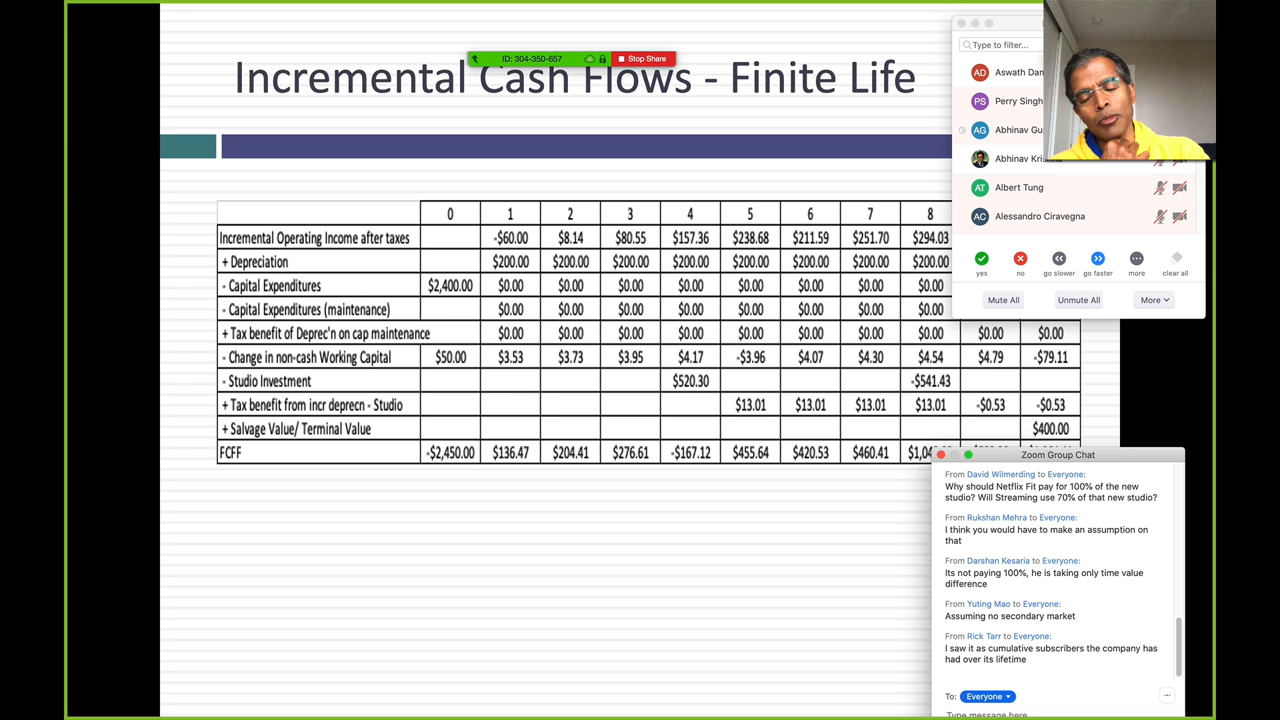 ID: 304-350-657 Stop Share
Incremental Cash Flows - Finite Life
0 1 2 3 4 5 6 7 8
Incremental Operating Income after taxes -$60.00 $8.14 $80.55 $157.36 $238.68 $211.59 $251.70 $294.03
+ Depreciation $200.00 $200.00 $200.00 $200.00 $200.00 $200.00 $200.00 $200.00
- Capital Expenditures $2,400.00 $0.00 $0.00 $0.00 $0.00 $0.00 $0.00 $0.00 $0.00
- Capital Expenditures (maintenance) $0.00 $0.00 $0.00 $0.00 $0.00 $0.00 $0.00 $0.00
+ Tax benefit of Deprec'n on cap maintenance $0.00 $0.00 $0.00 $0.00 $0.00 $0.00 $0.00 $0.00 $0.00 $0.00
- Change in non-cash Working Capital $50.00 $3.53 $3.73 $3.95 $4.17 -$3.96 $4.07 $4.30 $4.54 $4.79 -$79.11
- Studio Investment $520.30 -$541.43
+ Tax benefit from incr deprecn - Studio $13.01 $13.01 $13.01 $13.01 -$0.53 -$0.53
+ Salvage Value/ Terminal Value $400.00
FCFF -$2,450.00 $136.47 $204.41 $276.61 -$167.12 $455.64 $420.53 $460.41
Type to filter...
AD Aswath Dam
PS Perry Singh
AG Abhinav Gu
Abhinav Kris
AT Albert Tung
AC Alessandro Ciravegna
yes no go slower go faster more clear all
Mute All Unmute All More
Zoom Group Chat
From David Wilmerding to Everyone:
Why should Netflix Fit pay for 100% of the new
studio? Will Streaming use 70% of that new studio?
From Rukshan Mehra to Everyone:
I think you would have to make an assumption on
that
From Darshan Kesaria to Everyone:
Its not paying 100%, he is taking only time value
difference
From Yuting Mao to Everyone:
Assuming no secondary market
From Rick Tarr to Everyone:
I saw it as cumulative subscribers the company has
had over its lifetime
To: Everyone
Type message here